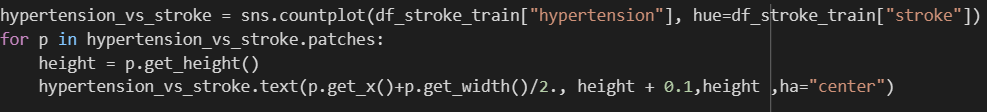 hypertension_vs_stroke = sns.countplot(df_stroke_train["hypertension"], hue=df_stroke_train["stroke"])
for p in hypertension_vs_stroke.patches:
    height = p.get_height()
    hypertension_vs_stroke.text(p.get_x()+p.get_width()/2., height + 0.1,height ,ha="center")